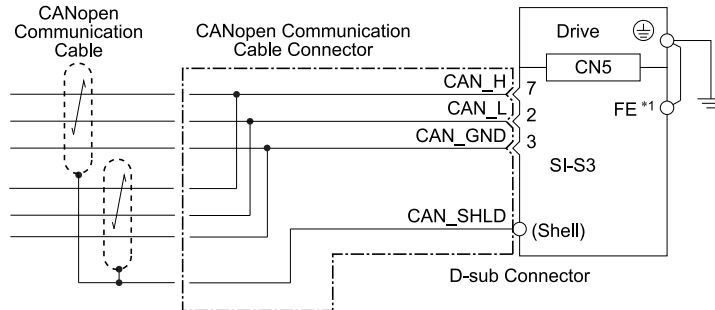 CANopen
Communication
Cable
CANopen Communication
Cable Connector
Drive
CN5
CAN_H
7
CAN_L
2
FE *1
CAN_GND
3
SI-S3
CAN_SHLD
(Shell)
D-sub Connector